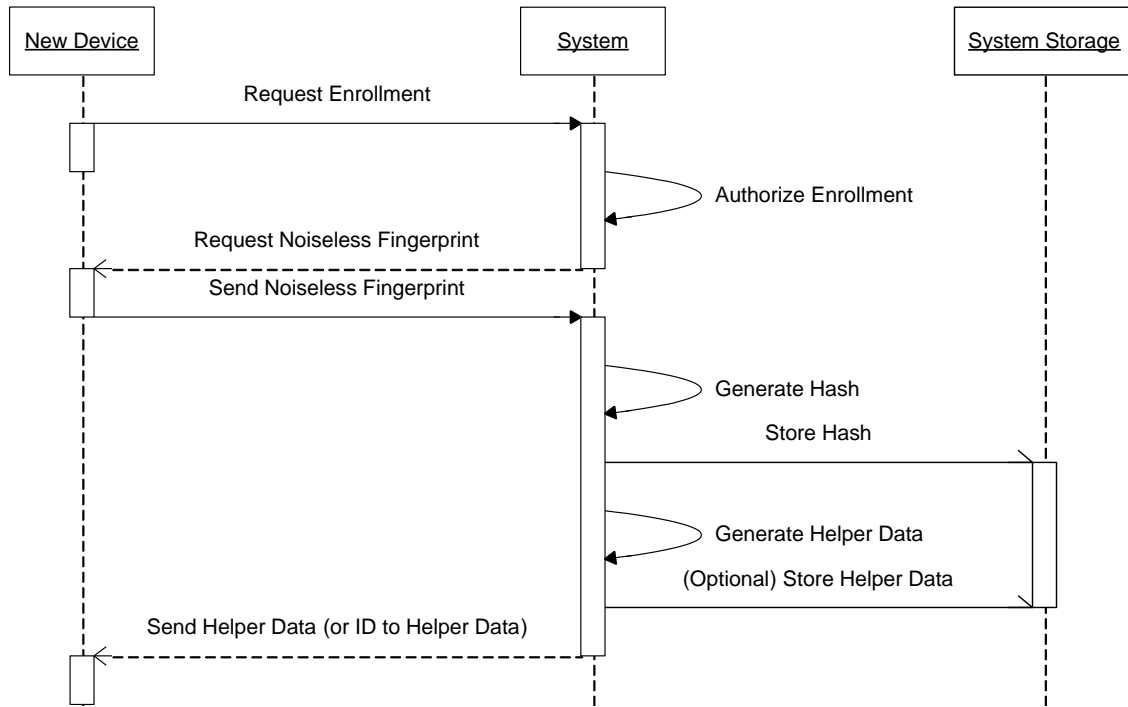 New Device
System
System Storage
Request Enrollment
Authorize Enrollment
Request Noiseless Fingerprint
Send Noiseless Fingerprint
Generate Hash
Store Hash
Generate Helper Data
(Optional) Store Helper Data
Send Helper Data (or ID to Helper Data)